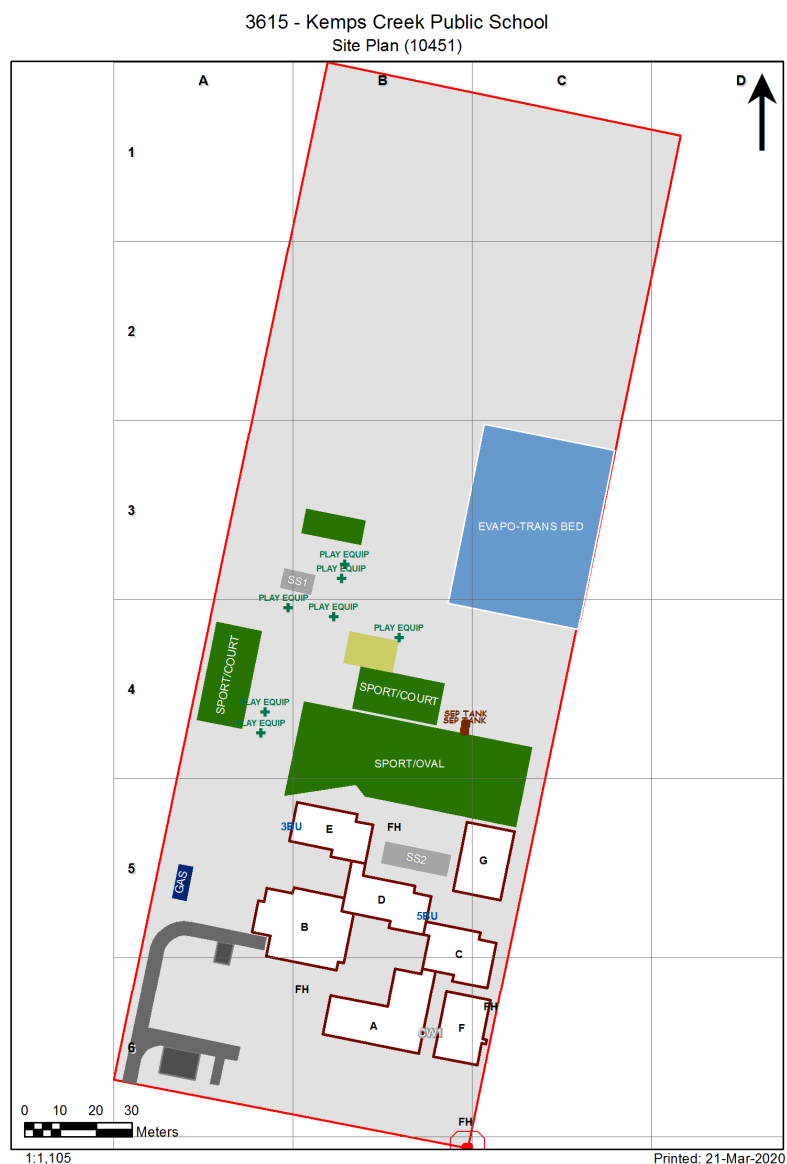 3615 - Kemps Creek Public School
Site Plan (10451)
A B C D
1
2
3
EVAPO-TRANS BED
PLAY EQUIP
PLAY EQUIP
SS1
PLAY EQUIP
PLAY EQUIP
PLAY EQUIP
SPORT/COURT
4
SPORT/COURT
PLAY EQUIP
SEP TANK
SEP TANK
PLAY EQUIP
SPORT/OVAL
3BU
E
FH
SS2
G
5
GAS
D
5BU
B
C
FH
FH
A
CW1
F
6
FH
0 10 20 30
Meters
1:1,105
Printed: 21-Mar-2020